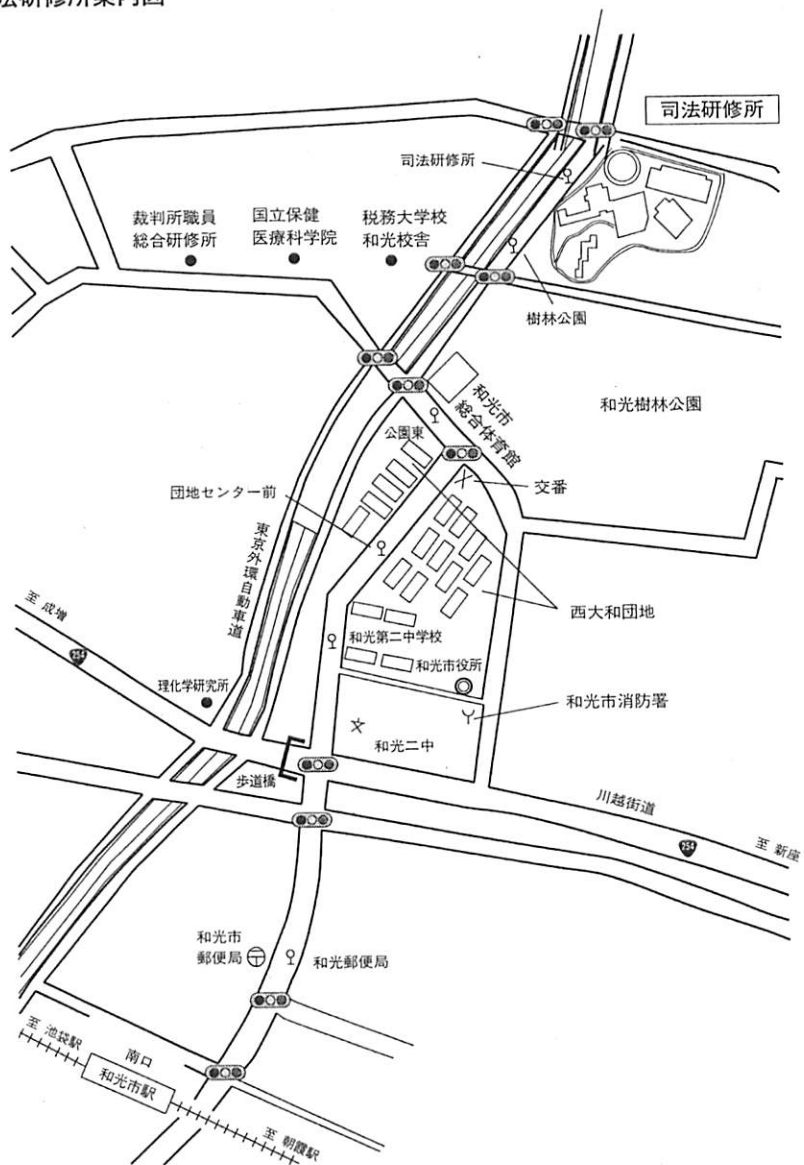 法研修所案内図
司法研修所
司法研修所
裁判所職員
総合研修所
国立保健
医療科学院
税務大学校
和光校舎
樹林公園
和光市
総合体育館
和光樹林公園
公園東
交番
団地センター前
東京外環自動車道
西大和団地
至 成増
254
和光第二中学校
和光市役所
理化学研究所
和光市消防署
和光二中
歩道橋
川越街道
254
至 新座
和光市
郵便局
和光郵便局
至 池袋駅
南口
和光市駅
至 朝霞駅